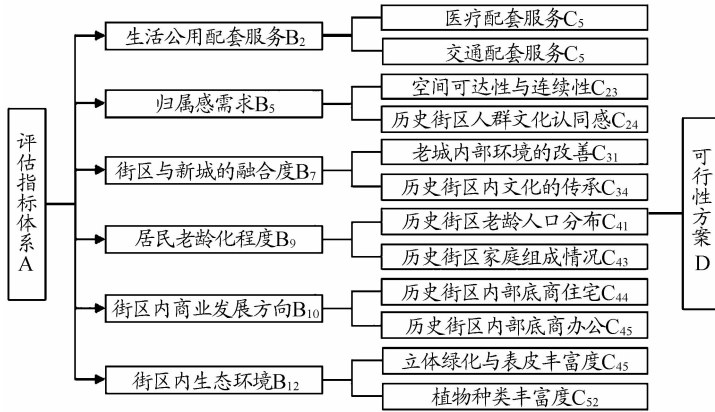 评估指标体系A
生活公用配套服务B₂
医疗配套服务C₅
交通配套服务C₅
归属感需求B₅
空间可达性与连续性C₂₃
历史街区人群文化认同感C₂₄
街区与新城的融合度B₇
老城内部环境的改善C₃₁
历史街区内文化的传承C₃₄
居民老龄化程度B₉
历史街区老龄人口分布C₄₁
历史街区家庭组成情况C₄₃
街区内商业发展方向B₁₀
历史街区内部底商住宅C₄₄
历史街区内部底商办公C₄₅
街区内生态环境B₁₂
立体绿化与表皮丰富度C₄₅
植物种类丰富度C₅₂
可行性方案D